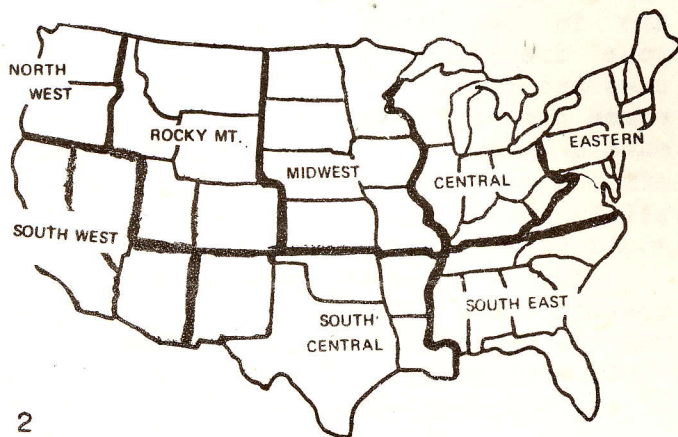 NORTH
WEST
ROCKY MT.
MIDWEST
CENTRAL
EASTERN
SOUTH WEST
SOUTH
CENTRAL
SOUTH EAST
2